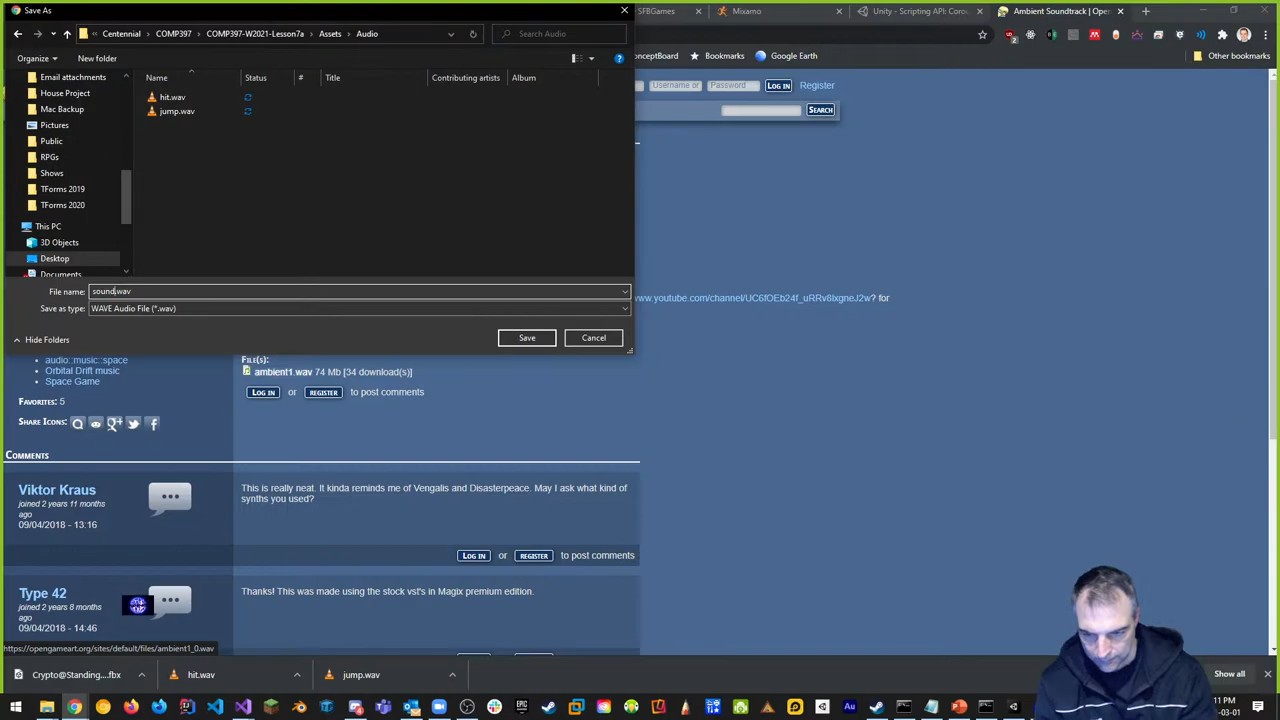 Save As
SFBGames
Mixamo
Unity – Scripting API: Corou
Ambient Soundtrack | Open
Centennial
COMP397
COMP397-W2021-Lesson7a
Assets
Audio
Search Audio
Organize
New folder
ConceptBoard
Bookmarks
Google Earth
Other bookmarks
Name
Status
#
Title
Contributing artists
Album
Email attachments
House Project
Mac Backup
Pictures
Public
RPGs
Shows
TForms 2019
TForms 2020
This PC
3D Objects
Desktop
Documents
hit.wav
jump.wav
Username or
Password
Log in
Register
Search
File name:
sound.wav
Save as type:
WAVE Audio File (*.wav)
Hide Folders
Save
Cancel
www.youtube.com/channel/UC6fOEb24f_uRRv8lxgneJ2w? for
audio::music::space
Orbital Drift music
Space Game
Favorites: 5
Share Icons:
File(s):
ambient1.wav 74 Mb [34 download(s)]
Log in or register to post comments
Comments
Viktor Kraus
joined 2 years 11 months
ago
09/04/2018 - 13:16
This is really neat. It kinda reminds me of Vengalis and Disasterpeace. May I ask what kind of
synths you used?
Log in or register to post comments
Type 42
joined 2 years 8 months
ago
09/04/2018 - 14:46
Thanks! This was made using the stock vst's in Magix premium edition.
https://opengameart.org/sites/default/files/ambient1_0.wav
Crypto@Standing....fbx
hit.wav
jump.wav
Show all
11 PM
-03-01